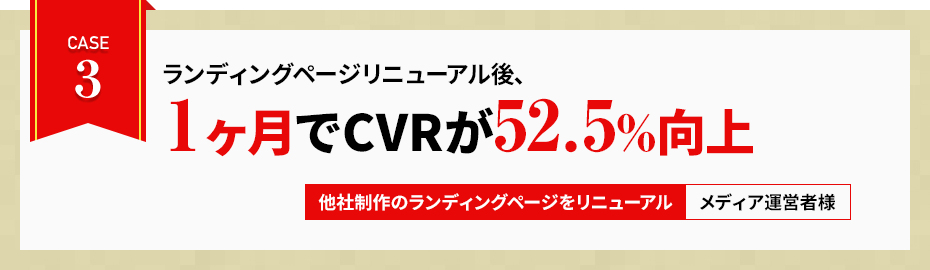 CASE
3
ランディングページリニューアル後、
1ヶ月でCVRが52.5%向上
他社制作のランディングページをリニューアル メディア運営者様